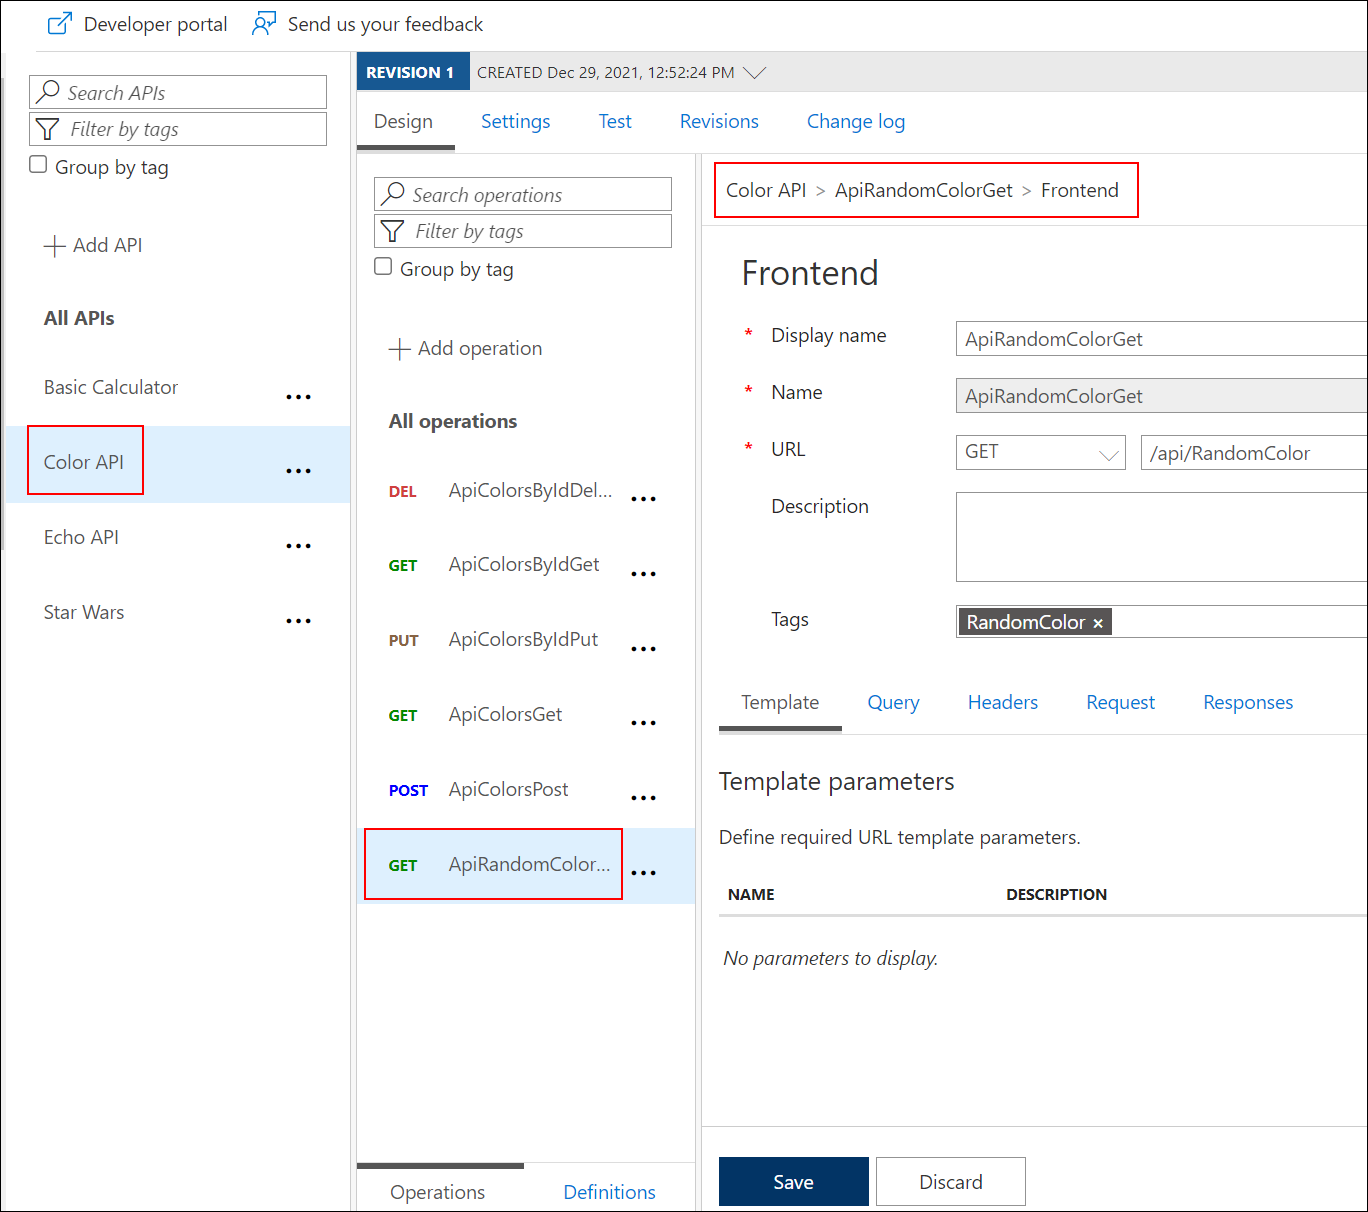 Developer portal
Send us your feedback
Search APIs
Filter by tags
Group by tag
Add API
All APIs
Basic Calculator
Color API
Echo API
Star Wars
REVISION 1
CREATED Dec 29, 2021, 12:52:24 PM
Design
Settings
Test
Revisions
Change log
Search operations
Filter by tags
Group by tag
Add operation
All operations
DEL ApiColorsByIdDel...
GET ApiColorsByIdGet
PUT ApiColorsByIdPut
GET ApiColorsGet
POST ApiColorsPost
GET ApiRandomColor...
Operations
Definitions
Color API > ApiRandomColorGet > Frontend
Frontend
* Display name
ApiRandomColorGet
* Name
ApiRandomColorGet
* URL
GET
/api/RandomColor
Description
Tags
RandomColor ×
Template
Query
Headers
Request
Responses
Template parameters
Define required URL template parameters.
NAME
DESCRIPTION
No parameters to display.
Save
Discard